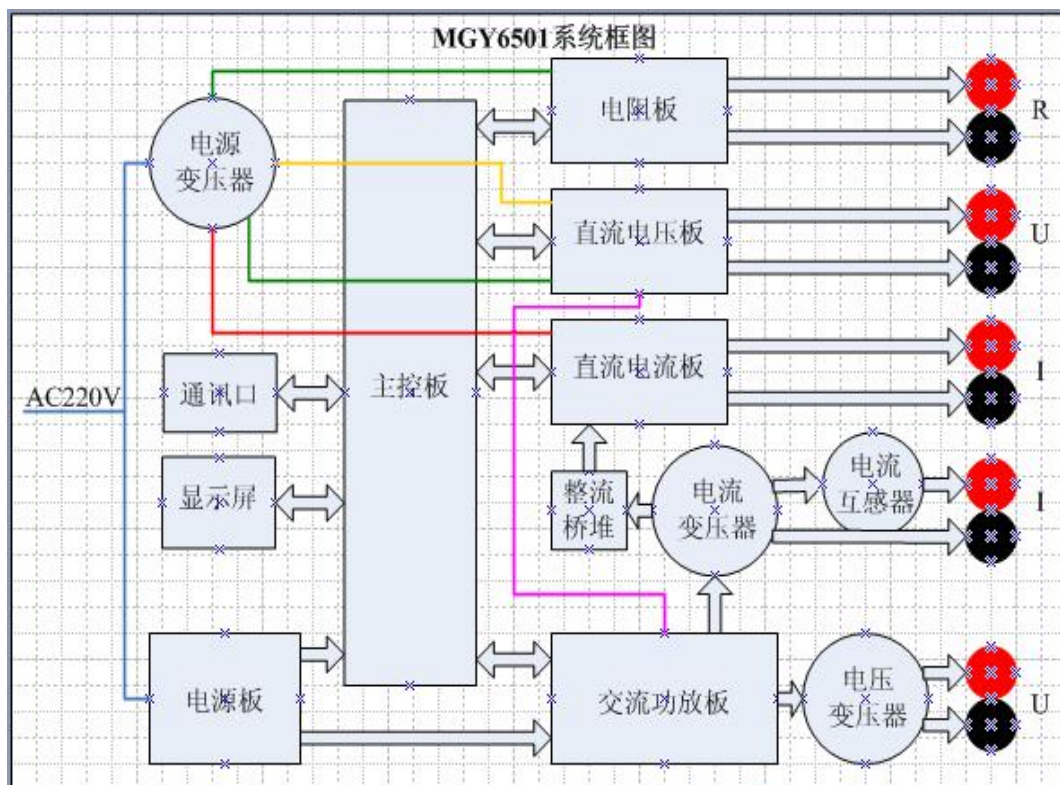 MGY6501系统框图
电源
变压器
电阻板
R
直流电压板
U
AC220V
通讯口
主控板
直流电流板
I
显示屏
整流
桥堆
电流
变压器
电流
互感器
I
电源板
交流功放板
电压
变压器
U